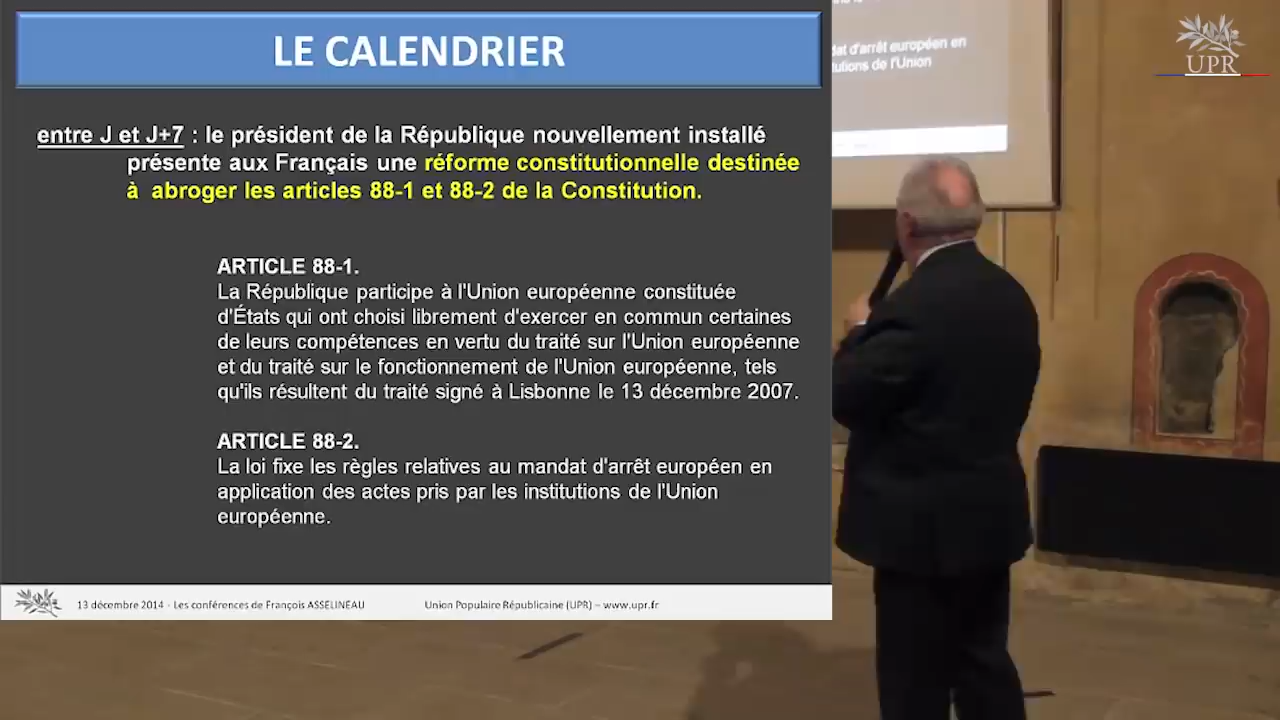 LE CALENDRIER
entre J et J+7 : le président de la République nouvellement installé
présente aux Français une réforme constitutionnelle destinée
à abroger les articles 88-1 et 88-2 de la Constitution.
ARTICLE 88-1.
La République participe à l'Union européenne constituée
d'États qui ont choisi librement d'exercer en commun certaines
de leurs compétences en vertu du traité sur l'Union européenne
et du traité sur le fonctionnement de l'Union européenne, tels
qu'ils résultent du traité signé à Lisbonne le 13 décembre 2007.
ARTICLE 88-2.
La loi fixe les règles relatives au mandat d'arrêt européen en
application des actes pris par les institutions de l'Union
européenne.
13 décembre 2014 - Les conférences de François ASSELINEAU
Union Populaire Républicaine (UPR) – www.upr.fr
d'arrêt européen en
de l'Union
UPR